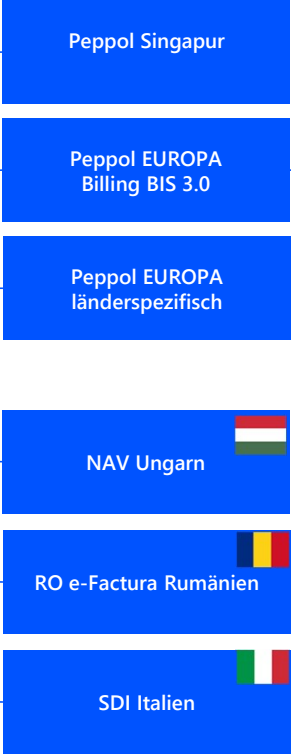 Peppol Singapur
Peppol EUROPA
Billing BIS 3.0
Peppol EUROPA
länderspezifisch
NAV Ungarn
RO e-Factura Rumänien
SDI Italien